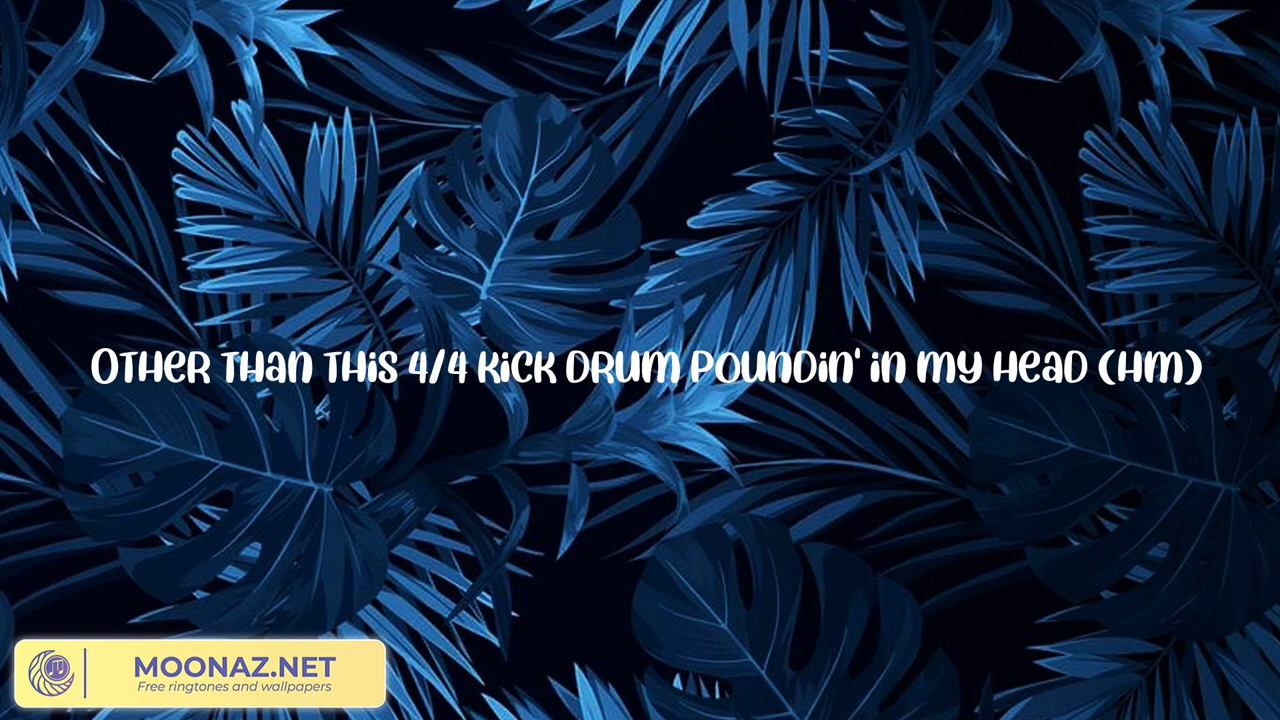 Other than this 4/4 kick drum poundin' in my head (hm)
MOONAZ.NET
Free ringtones and wallpapers